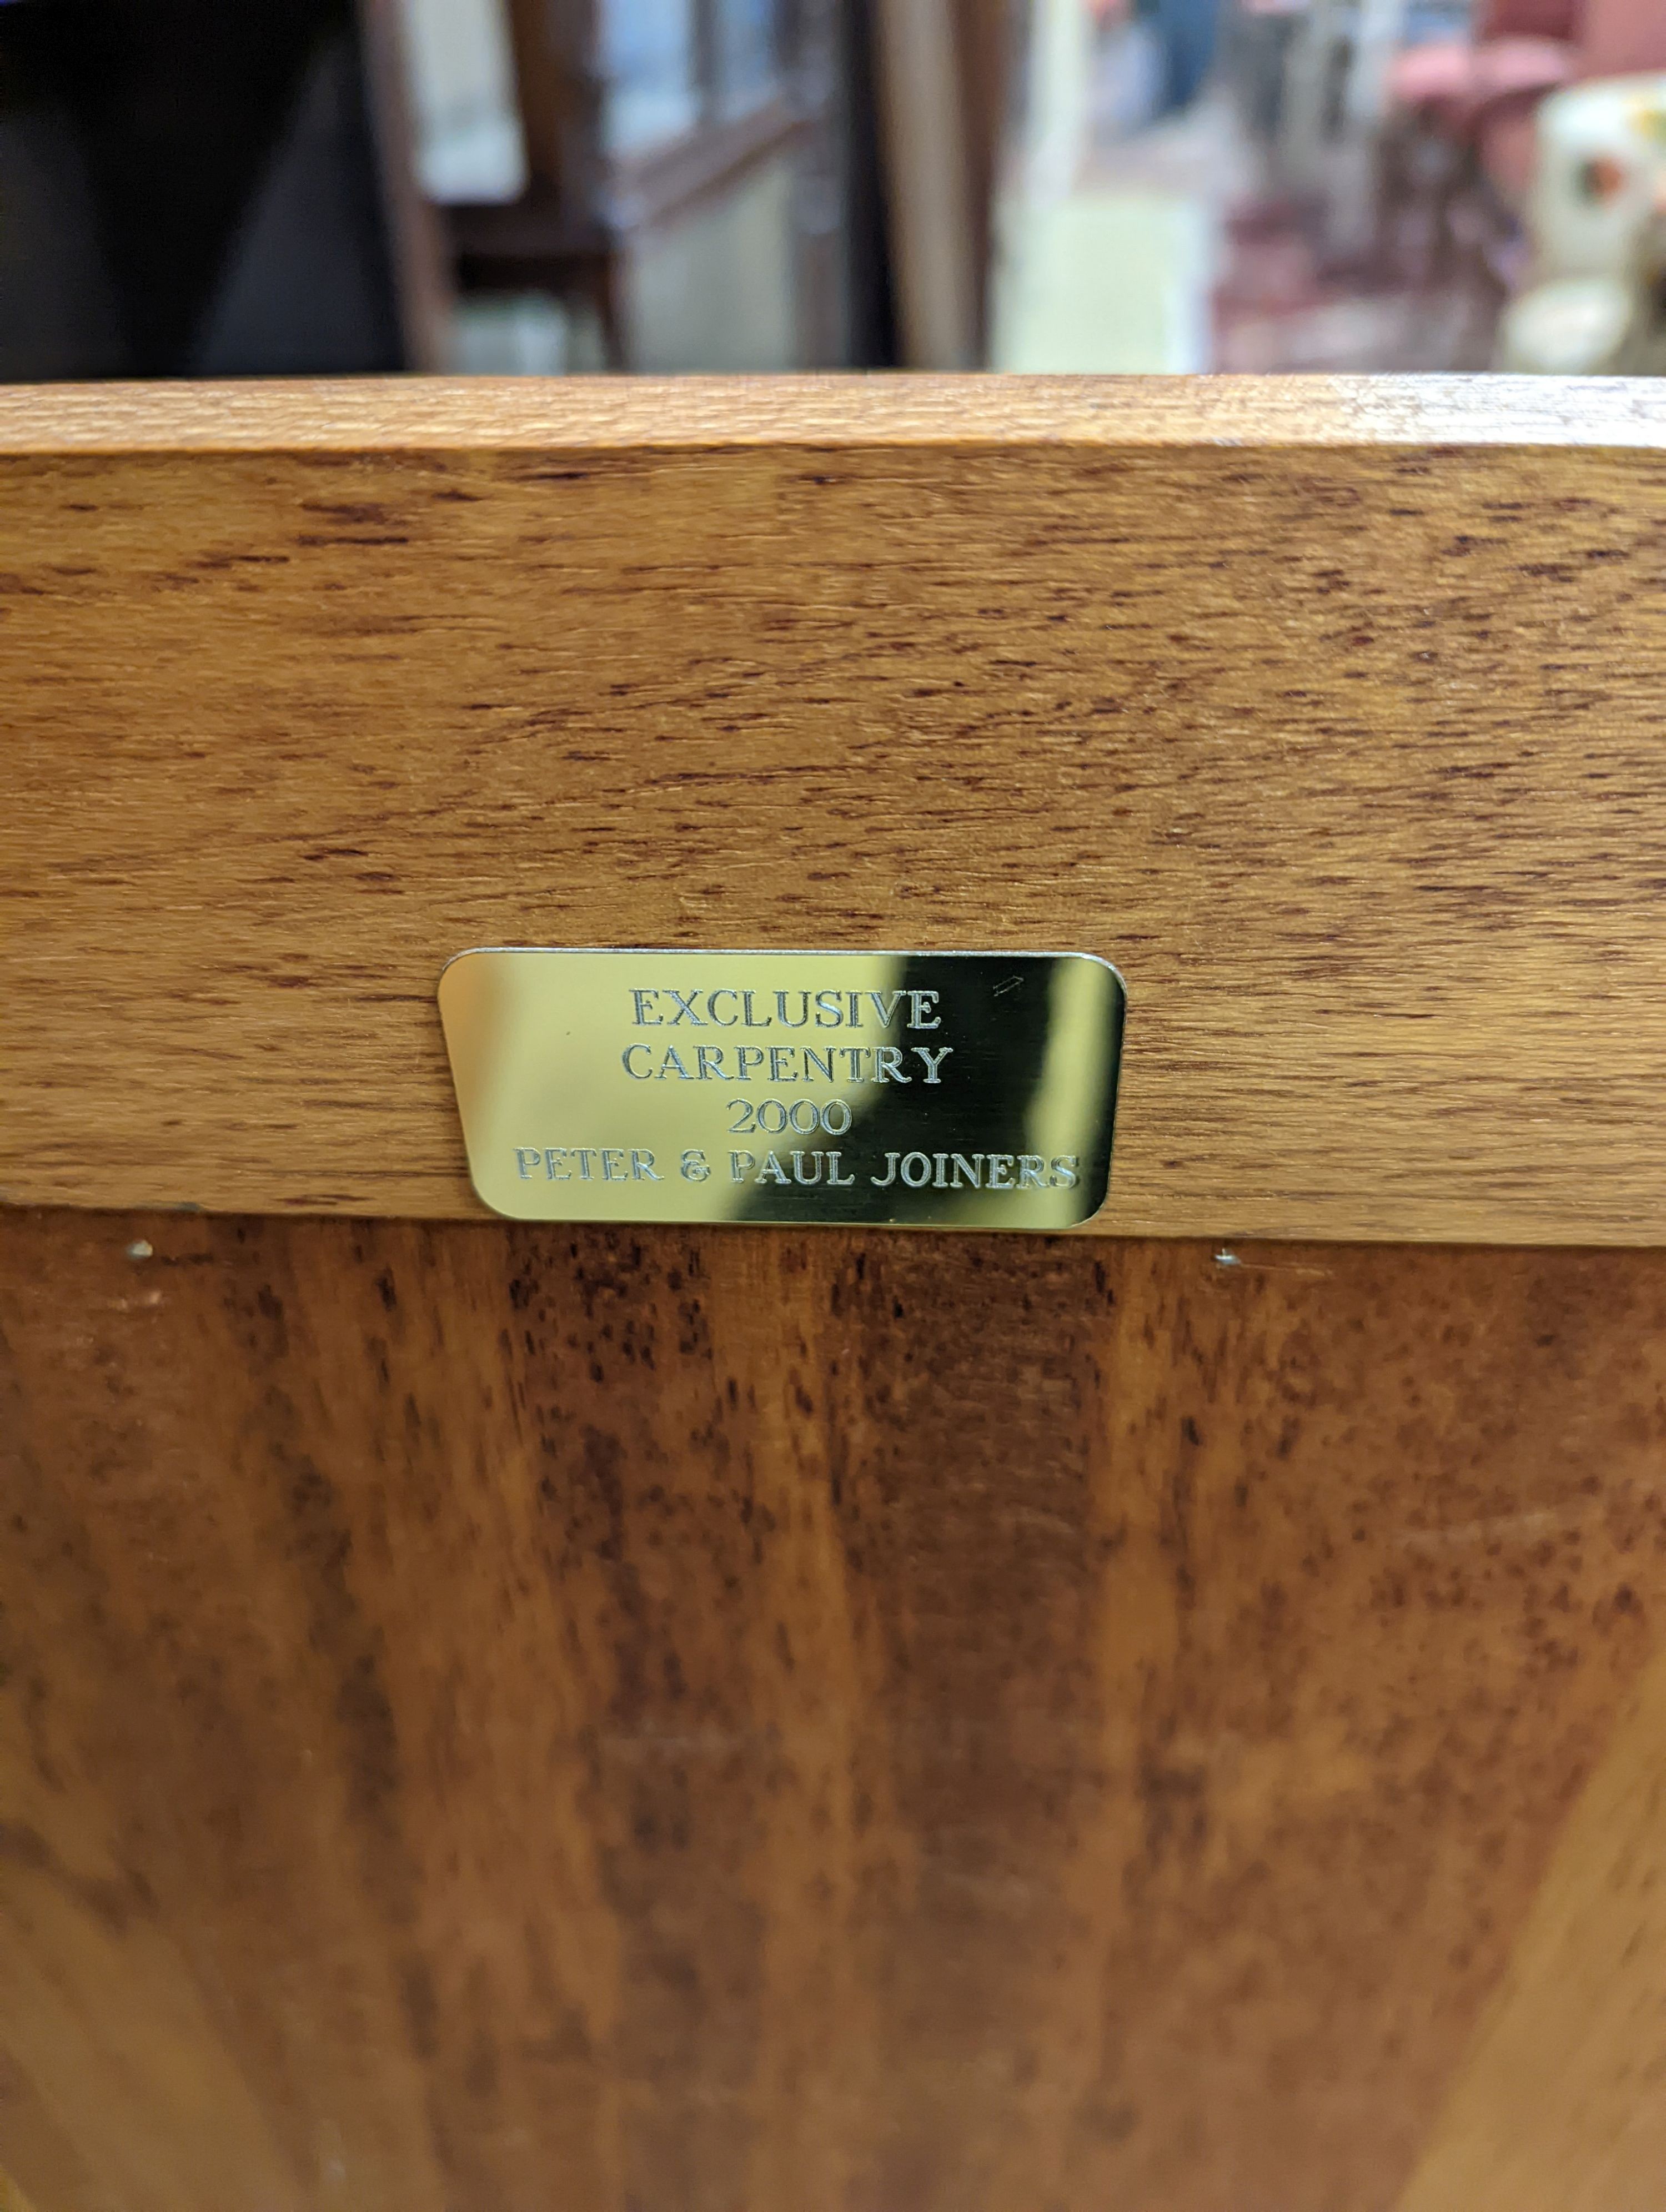 EXCLUSIVE
CARPENTRY
2000
PETER & PAUL JOINERS